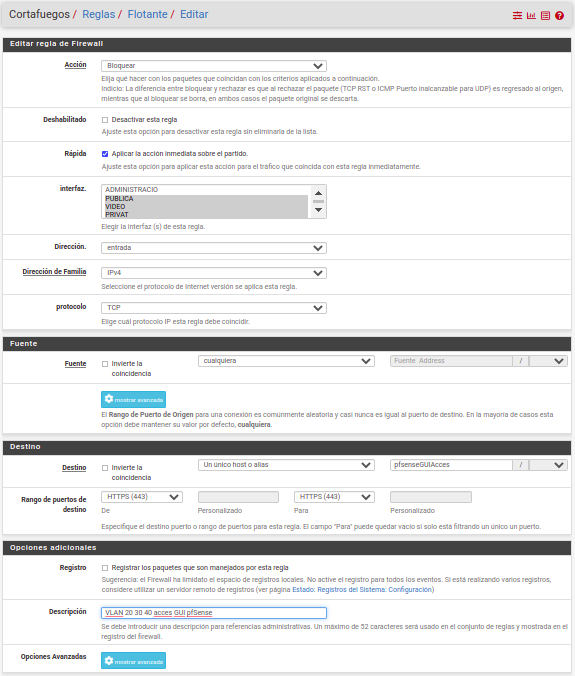 Cortafuegos / Reglas / Flotante / Editar
Editar regla de Firewall
Acción
Bloquear
Elija qué hacer con los paquetes que coincidan con los criterios aplicados a continuación.
Indicio: La diferencia entre bloquear y rechazar es que al rechazar el paquete (TCP RST o ICMP Puerto inalcanzable para UDP) es regresado al origen,
mientras que al bloquear se borra, en ambos casos el paquete original se descarta.
Deshabilitado
Desactivar esta regla
Ajuste esta opción para desactivar esta regla sin eliminarla de la lista.
Rápida
Aplicar la acción inmediata sobre el partido.
Ajuste esta opción para aplicar esta acción para el tráfico que coincida con esta regla inmediatamente.
interfaz.
ADMINISTRACIO
PUBLICA
VIDEO
PRIVAT
Elegir la interfaz (s) de esta regla.
Dirección.
entrada
Dirección de Familia
IPv4
Seleccione el protocolo de Internet versión se aplica esta regla.
protocolo
TCP
Elige cuál protocolo IP esta regla debe coincidir.
Fuente
Fuente
Invierte la
coincidencia
cualquiera
Fuente Address
/
mostrar avanzada
El Rango de Puerto de Origen para una conexión es comúnmente aleatoria y casi nunca es igual al puerto de destino. En la mayoría de casos esta
opción debe mantener su valor por defecto, cualquiera.
Destino
Destino
Invierte la
coincidencia
Un único host o alias
pfsenseGUIAcces
/
Rango de puertos de
destino
HTTPS (443)
HTTPS (443)
De
Personalizado
Para
Personalizado
Especifique el destino puerto o rango de puertos para esta regla. El campo "Para" puede quedar vacío si solo está filtrando un único un puerto.
Opciones adicionales
Registro
Registrar los paquetes que son manejados por esta regla
Sugerencia: el Firewall ha limidato el espacio de registros locales. No active el registro para todos los eventos. Si está realizando varios registros,
considere utilizar un servidor remoto de registros (ver página Estado: Registros del Sistema: Configuración)
Descripción
VLAN 20 30 40 acces GUI pfSense
Se debe introducir una descripción para referencias administrativas. Un máximo de 52 caracteres será usado en el conjunto de reglas y mostrada en el
registro del firewall.
Opciones Avanzadas
mostrar avanzada